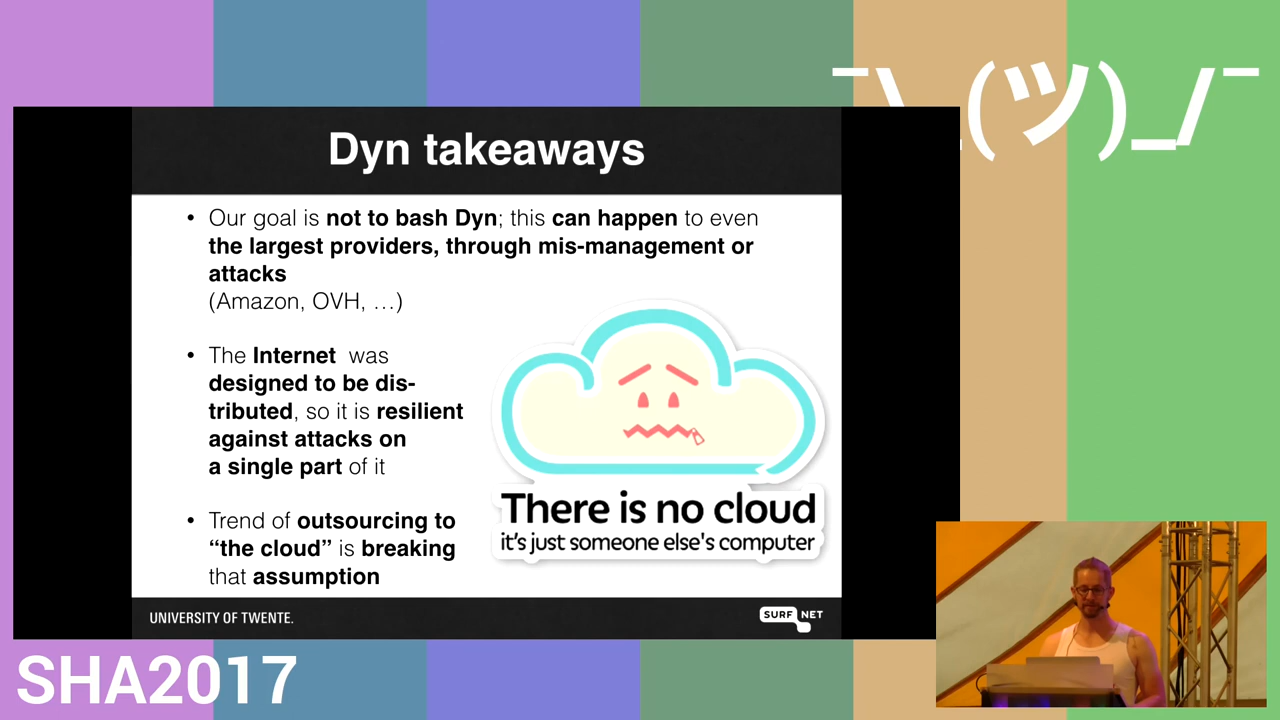 ¯\_(ツ)_/¯
Dyn takeaways
• Our goal is not to bash Dyn; this can happen to even
the largest providers, through mis-management or
attacks
(Amazon, OVH, …)
• The Internet was
designed to be dis-
tributed, so it is resilient
against attacks on
a single part of it
• Trend of outsourcing to
“the cloud” is breaking
that assumption
There is no cloud
it's just someone else's computer
UNIVERSITY OF TWENTE.
SURF NET
SHA2017